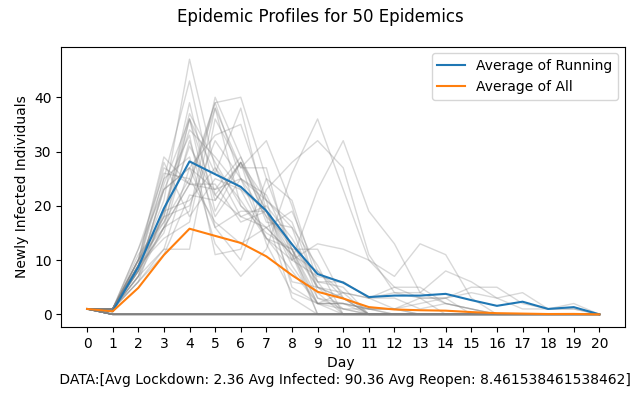 Epidemic Profiles for 50 Epidemics
Average of Running
Average of All
Newly Infected Individuals
40
30
20
10
0
0 1 2 3 4 5 6 7 8 9 10 11 12 13 14 15 16 17 18 19 20
Day
DATA:[Avg Lockdown: 2.36 Avg Infected: 90.36 Avg Reopen: 8.461538461538462]